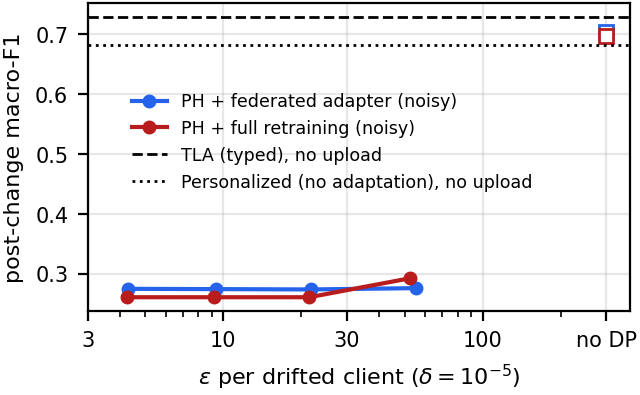 post-change macro-F1
0.7
0.6
0.5
0.4
0.3
PH + federated adapter (noisy)
PH + full retraining (noisy)
TLA (typed), no upload
Personalized (no adaptation), no upload
3 10 30 100 no DP
ε per drifted client (δ = 10⁻⁵)